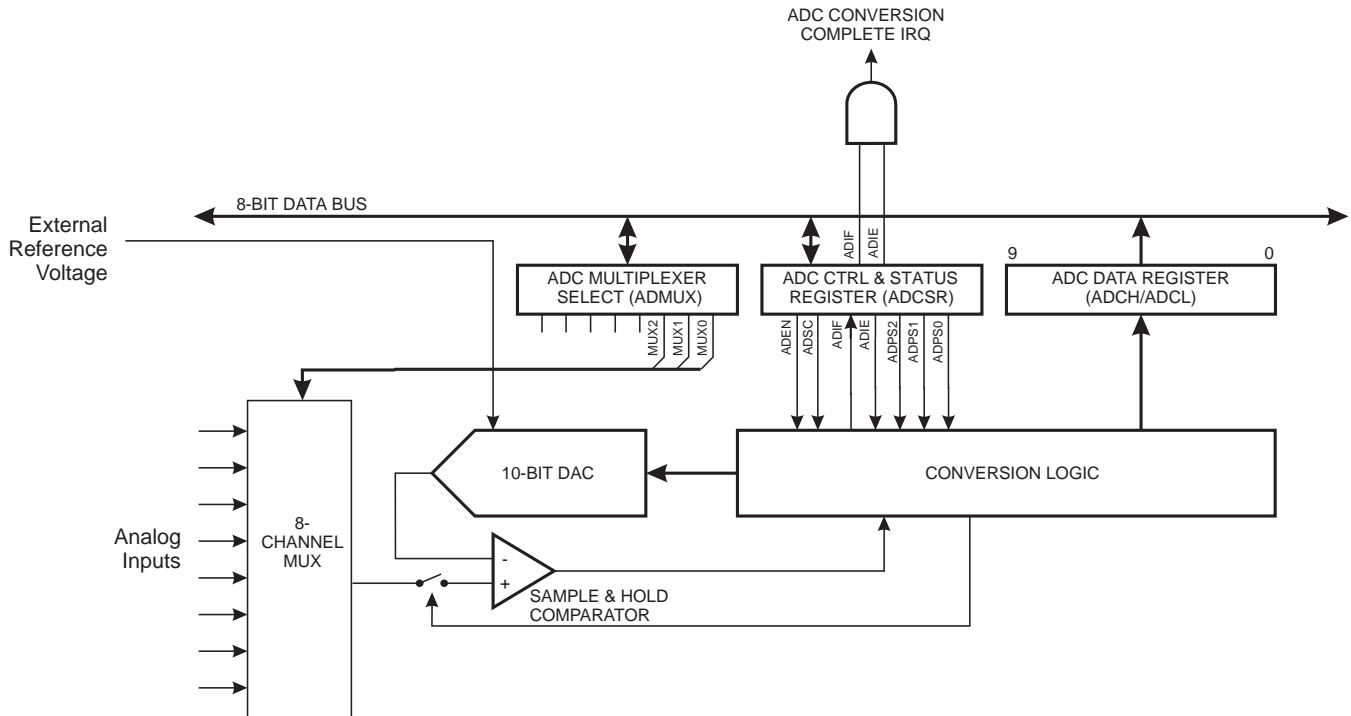 ADC CONVERSION
COMPLETE IRQ
8-BIT DATA BUS
External
Reference
Voltage
ADIF
ADIE
9
0
ADC MULTIPLEXER
SELECT (ADMUX)
ADC CTRL & STATUS
REGISTER (ADCSR)
ADC DATA REGISTER
(ADCH/ADCL)
MUX2
MUX1
MUX0
ADEN
ADSC
ADIF
ADIE
ADPS2
ADPS1
ADPS0
10-BIT DAC
CONVERSION LOGIC
Analog
Inputs
8-
CHANNEL
MUX
-
+
SAMPLE & HOLD
COMPARATOR